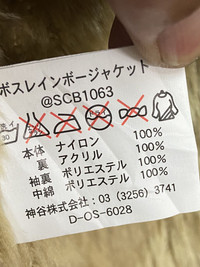 ボスレインボージャケット
@SCB1063
本体 ナイロン 100%
裏 アクリル 100%
袖裏 ポリエステル 100%
中綿 ポリエステル 100%
神谷株式会社：03 (3256) 3741
D-OS-6028